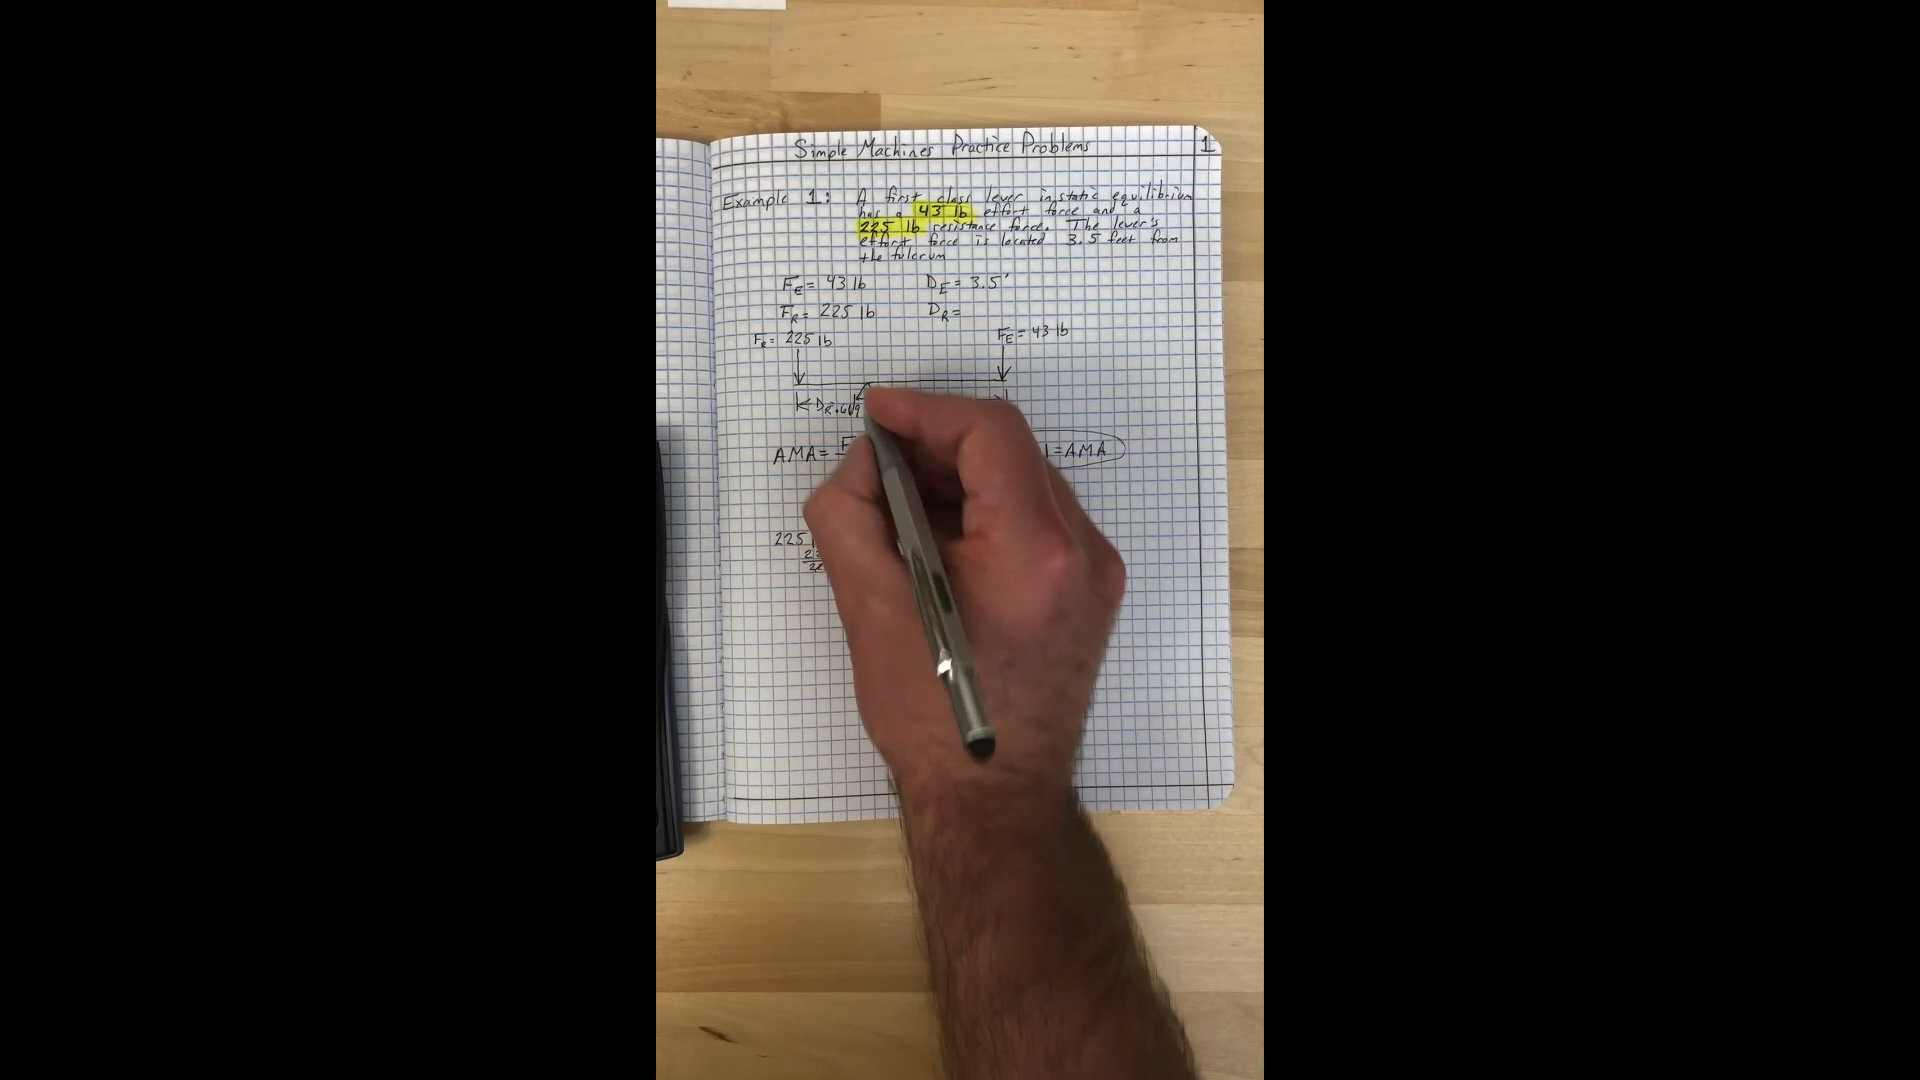 Simple Machines Practice Problems 1
Example 1: A first class lever in static equilibrium
has a 43 lb effort force and a
225 lb resistance force. The lever's
effort force is located 3.5 feet from
the fulcrum
FE = 43 lb DE = 3.5'
FR = 225 lb DR =
FR = 225 lb FE = 43 lb
DR
AMA = F 1 = AMA
225